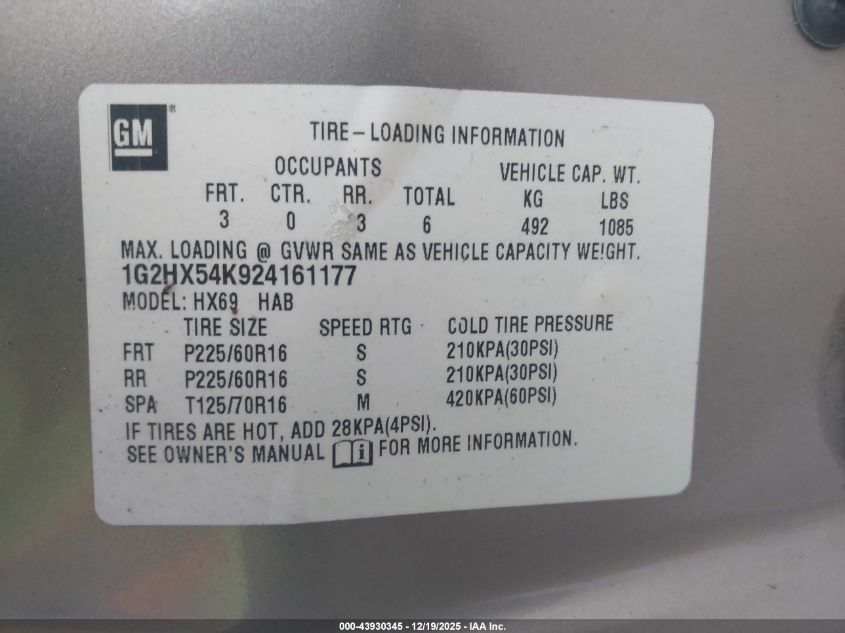 GM ®
TIRE-LOADING INFORMATION
OCCUPANTS VEHICLE CAP. WT.
FRT. CTR. RR. TOTAL KG LBS
3 0 3 6 492 1085
MAX. LOADING @ GVWR SAME AS VEHICLE CAPACITY WEIGHT.
1G2HX54K924161177
MODEL: HX69 HAB
TIRE SIZE SPEED RTG COLD TIRE PRESSURE
FRT P225/60R16 S 210KPA(30PSI)
RR P225/60R16 S 210KPA(30PSI)
SPA T125/70R16 M 420KPA(60PSI)
IF TIRES ARE HOT, ADD 28KPA(4PSI).
SEE OWNER'S MANUAL i FOR MORE INFORMATION.
000-43930345 - 12/19/2025 - IAA Inc.